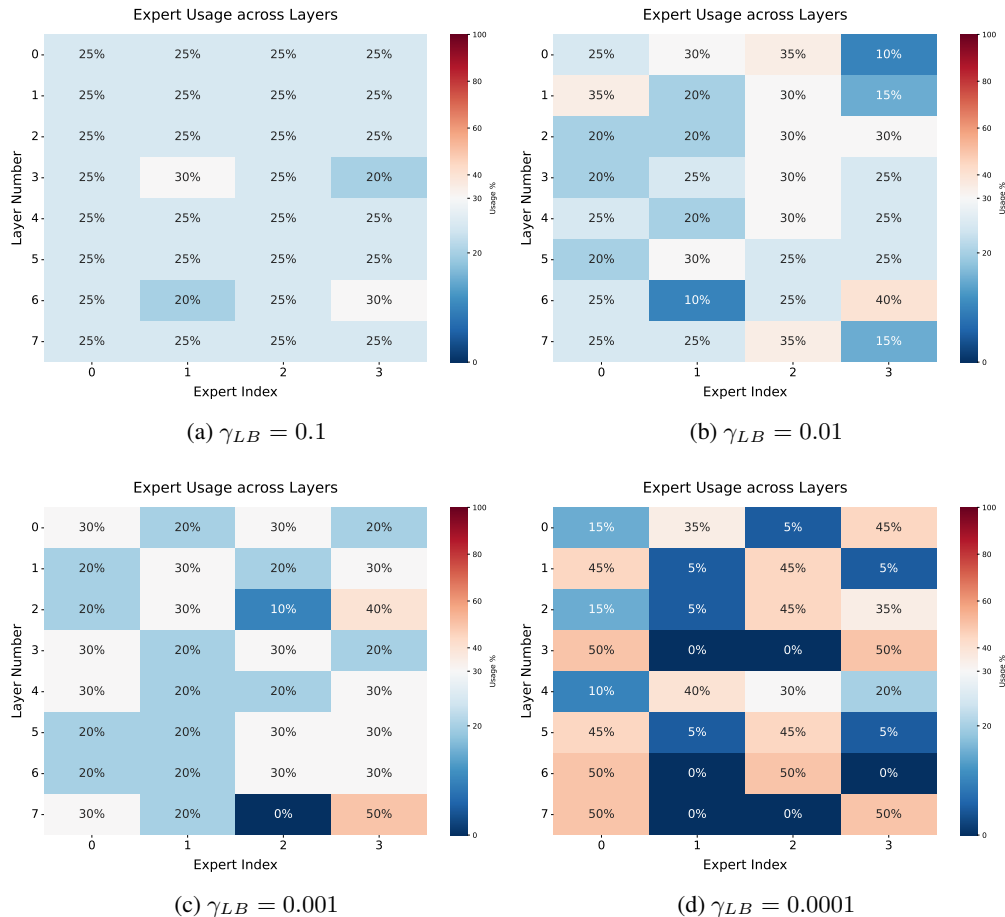 Expert Usage across Layers
0 25% 25% 25% 25%
1 25% 25% 25% 25%
2 25% 25% 25% 25%
3 25% 30% 25% 20%
4 25% 25% 25% 25%
5 25% 25% 25% 25%
6 25% 20% 25% 30%
7 25% 25% 25% 25%
0 1 2 3
Expert Index
Layer Number
100
80
60
40
30
20
0
Usage %
(a) γ_{LB} = 0.1
Expert Usage across Layers
0 25% 30% 35% 10%
1 35% 20% 30% 15%
2 20% 20% 30% 30%
3 20% 25% 30% 25%
4 25% 20% 30% 25%
5 20% 30% 25% 25%
6 25% 10% 25% 40%
7 25% 25% 35% 15%
0 1 2 3
Expert Index
Layer Number
100
80
60
40
30
20
0
Usage %
(b) γ_{LB} = 0.01
Expert Usage across Layers
0 30% 20% 30% 20%
1 20% 30% 20% 30%
2 20% 30% 10% 40%
3 30% 20% 30% 20%
4 30% 20% 20% 30%
5 20% 20% 30% 30%
6 20% 20% 30% 30%
7 30% 20% 0% 50%
0 1 2 3
Expert Index
Layer Number
100
80
60
40
30
20
0
Usage %
(c) γ_{LB} = 0.001
Expert Usage across Layers
0 15% 35% 5% 45%
1 45% 5% 45% 5%
2 15% 5% 45% 35%
3 50% 0% 0% 50%
4 10% 40% 30% 20%
5 45% 5% 45% 5%
6 50% 0% 50% 0%
7 50% 0% 0% 50%
0 1 2 3
Expert Index
Layer Number
100
80
60
40
30
20
0
Usage %
(d) γ_{LB} = 0.0001